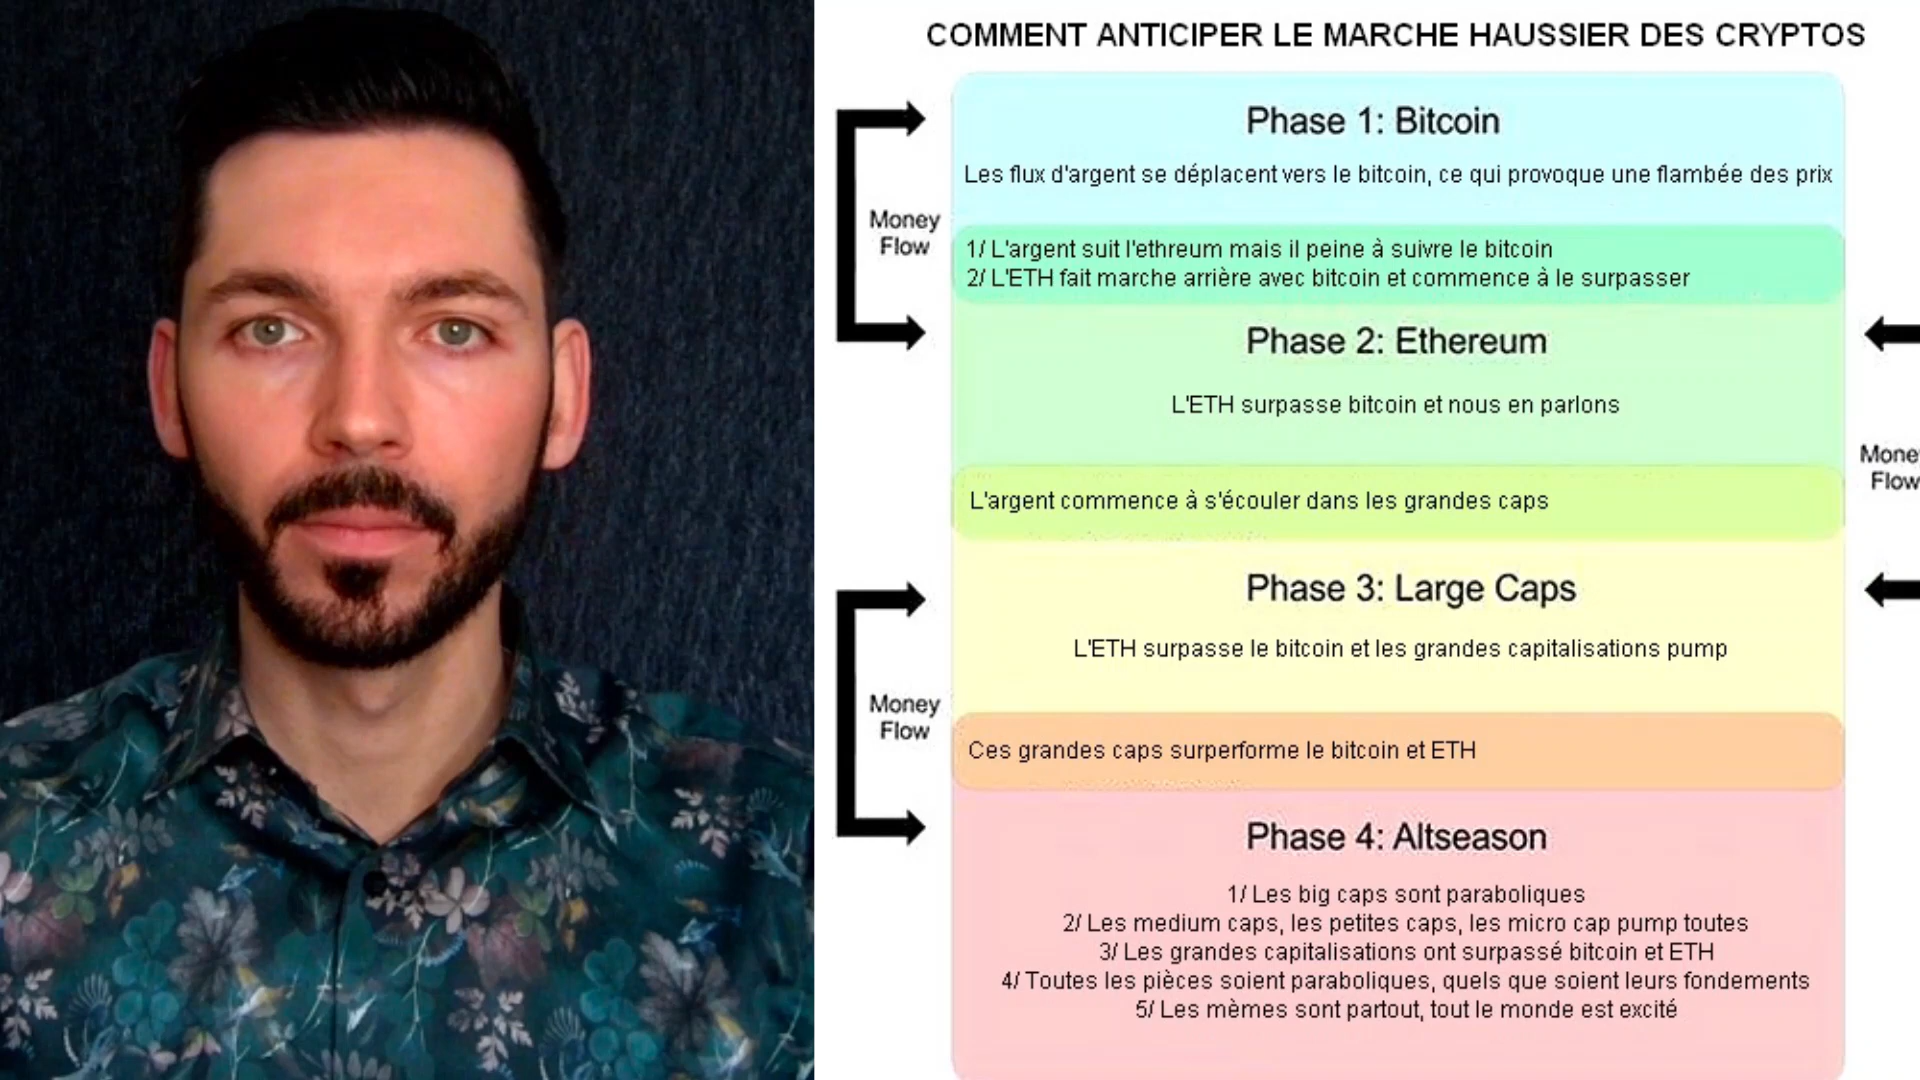 COMMENT ANTICIPER LE MARCHE HAUSSIER DES CRYPTOS
Phase 1: Bitcoin
Les flux d'argent se déplacent vers le bitcoin, ce qui provoque une flambée des prix
Money
Flow
1/ L'argent suit l'ethreum mais il peine à suivre le bitcoin
2/ L'ETH fait marche arrière avec bitcoin et commence à le surpasser
Phase 2: Ethereum
L'ETH surpasse bitcoin et nous en parlons
Mone
Flow
L'argent commence à s'écouler dans les grandes caps
Phase 3: Large Caps
L'ETH surpasse le bitcoin et les grandes capitalisations pump
Money
Flow
Ces grandes caps surperforme le bitcoin et ETH
Phase 4: Altseason
1/ Les big caps sont paraboliques
2/ Les medium caps, les petites caps, les micro cap pump toutes
3/ Les grandes capitalisations ont surpassé bitcoin et ETH
4/ Toutes les pièces soient paraboliques, quels que soient leurs fondements
5/ Les mèmes sont partout, tout le monde est excité